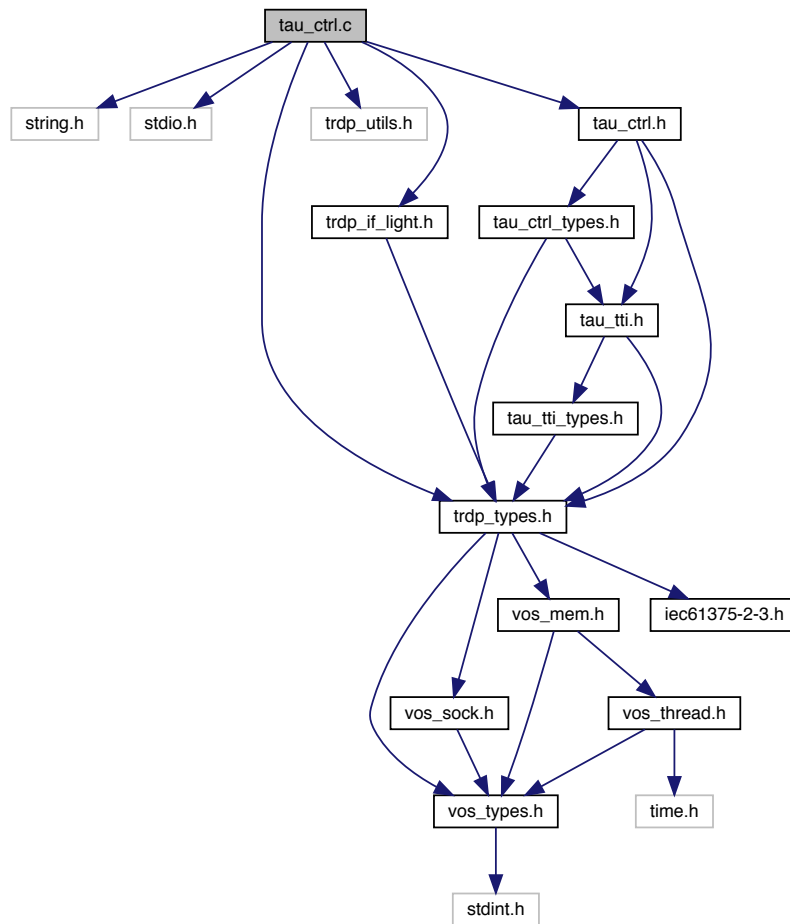 tau_ctrl.c
string.h
stdio.h
trdp_utils.h
tau_ctrl.h
trdp_if_light.h
tau_ctrl_types.h
tau_tti.h
tau_tti_types.h
trdp_types.h
vos_mem.h
iec61375-2-3.h
vos_sock.h
vos_thread.h
vos_types.h
time.h
stdint.h